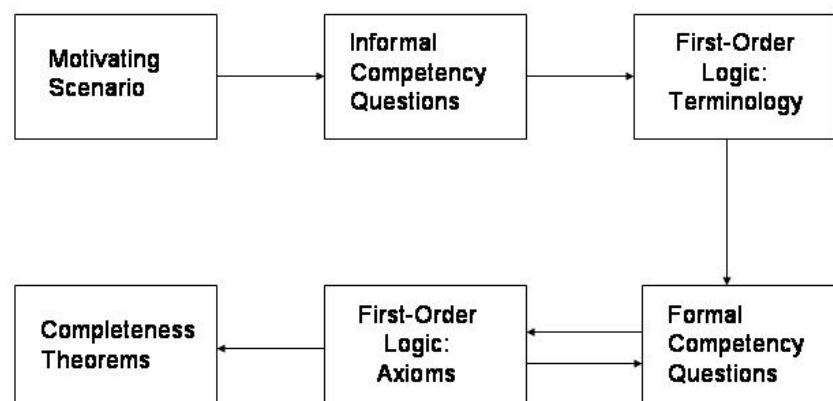 Motivating
Scenario
Informal
Competency
Questions
First-Order
Logic:
Terminology
Completeness
Theorems
First-Order
Logic:
Axioms
Formal
Competency
Questions